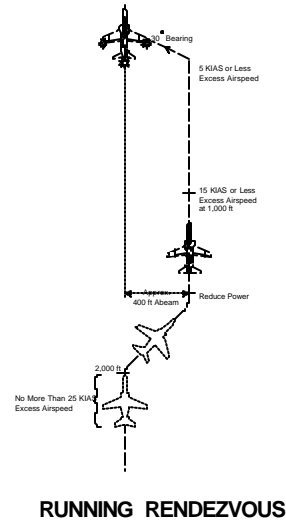 30° Bearing
5 KIAS or Less
Excess Airspeed
15 KIAS or Less
Excess Airspeed
at 1,000 ft
Approx.
400 ft Abeam
Reduce Power
2,000 ft
No More Than 25 KIAS
Excess Airspeed
RUNNING RENDEZVOUS